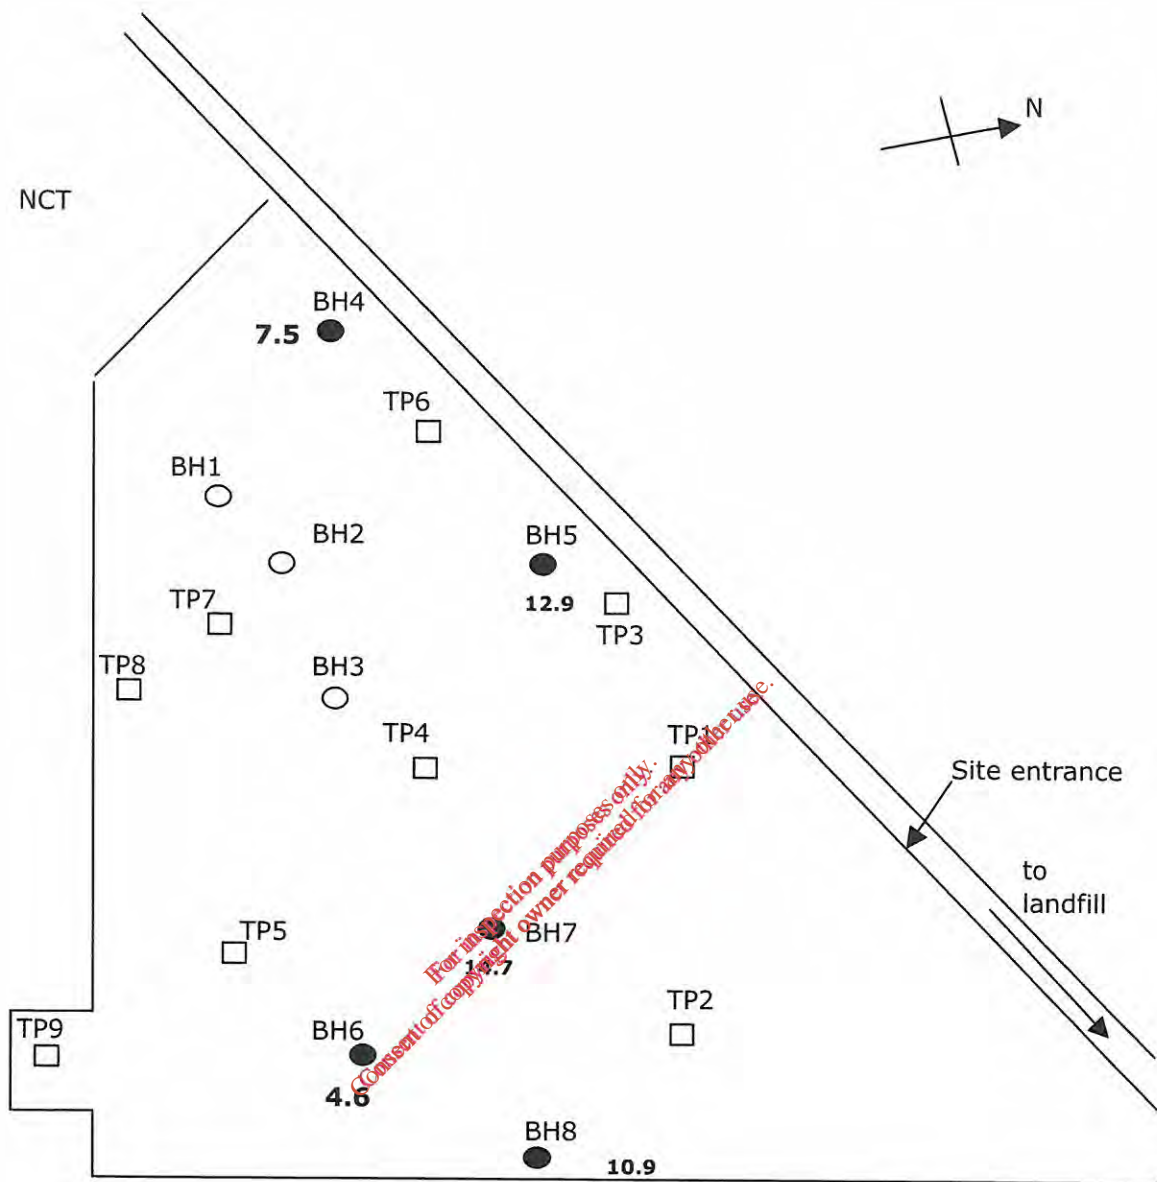 N
NCT
BH4
7.5
TP6
BH1
BH2
BH5
12.9
TP7
TP3
TP8
BH3
TP4
TP1
Site entrance
to
landfill
For inspection purposes only.
Consent of copyright owner required for any other use.
TP5
BH7
TP2
TP9
BH6
4.6
BH8
10.9